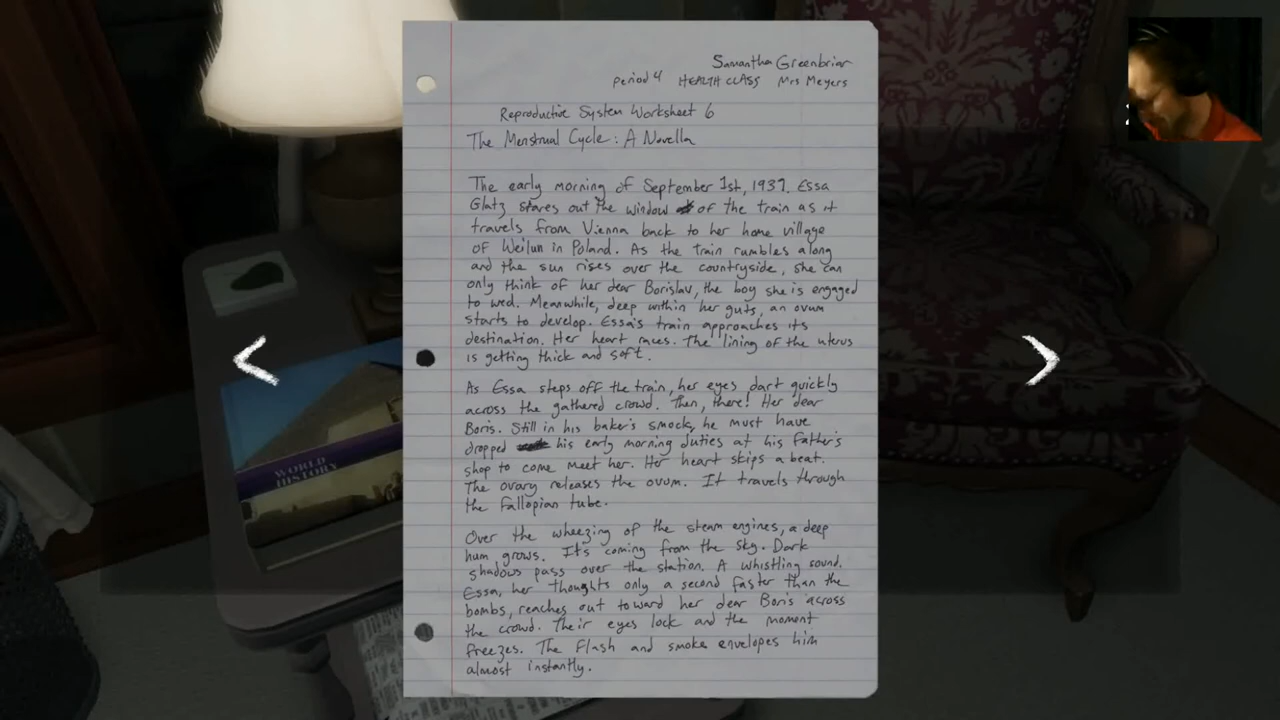 Samantha Greenbriar
period 4 HEALTH CLASS Mrs Meyers
Reproductive System Worksheet 6
The Menstrual Cycle: A Novella
The early morning of September 1st, 1939. Essa
Glatz stares out the window of the train as it
travels from Vienna back to her home village
of Weilun in Poland. As the train rumbles along
and the sun rises over the countryside, she can
only think of her dear Borislav, the boy she is engaged
to wed. Meanwhile, deep within her guts, an ovum
starts to develop. Essa's train approaches its
destination. Her heart races. The lining of the uterus
is getting thick and soft.
As Essa steps off the train, her eyes dart quickly
across the gathered crowd. Then, there! Her dear
Boris. Still in his baker's smock, he must have
dropped his early morning duties at his father's
shop to come meet her. Her heart skips a beat.
The ovary releases the ovum. It travels through
the fallopian tube.
Over the wheezing of the steam engines, a deep
hum grows. It's coming from the sky. Dark
shadows pass over the station. A whistling sound.
Essa, her thoughts only a second faster than the
bombs, reaches out toward her dear Boris across
the crowd. Their eyes lock and the moment
freezes. The flash and smoke envelopes him
almost instantly.
WORLD
HISTORY